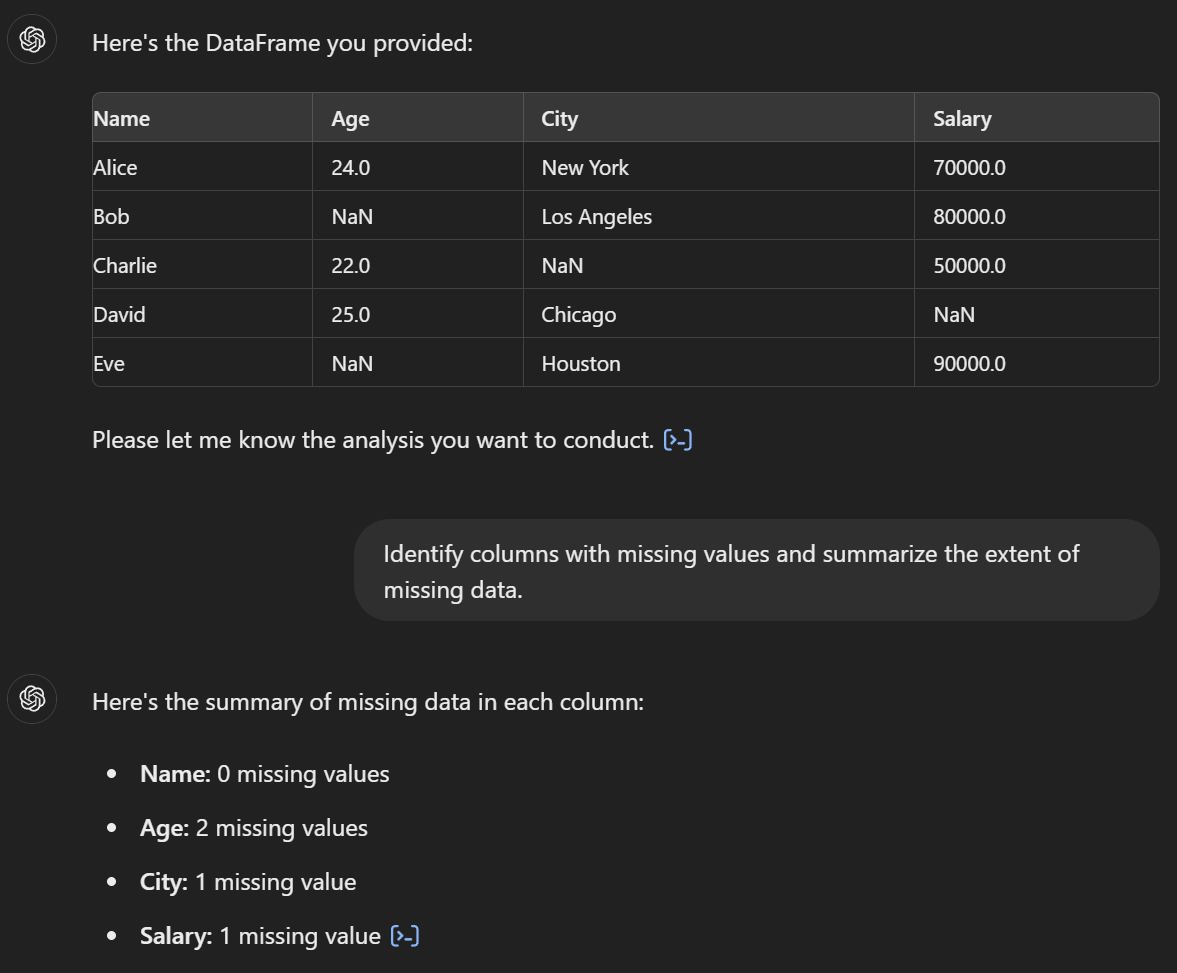 Here's the DataFrame you provided:
Name Age City Salary
Alice 24.0 New York 70000.0
Bob NaN Los Angeles 80000.0
Charlie 22.0 NaN 50000.0
David 25.0 Chicago NaN
Eve NaN Houston 90000.0
Please let me know the analysis you want to conduct. [>-]
Identify columns with missing values and summarize the extent of
missing data.
Here's the summary of missing data in each column:
• Name: 0 missing values
• Age: 2 missing values
• City: 1 missing value
• Salary: 1 missing value [>-]